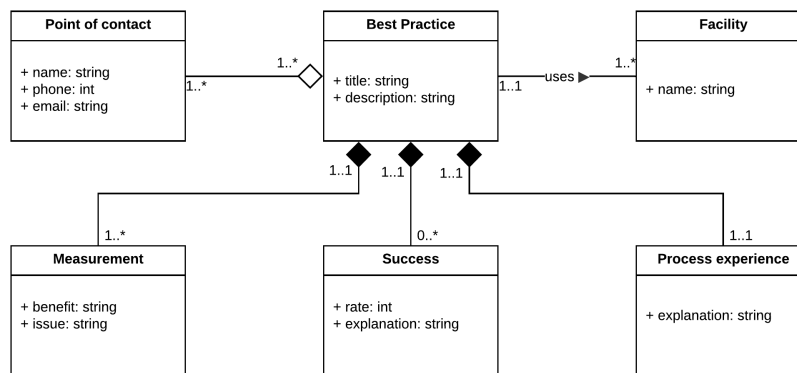 Point of contact
+ name: string
+ phone: int
+ email: string
1..*
1..*
Best Practice
+ title: string
+ description: string
1..1
uses
1..*
Facility
+ name: string
1..1
1..1
1..1
1..*
0..*
1..1
Measurement
+ benefit: string
+ issue: string
Success
+ rate: int
+ explanation: string
Process experience
+ explanation: string